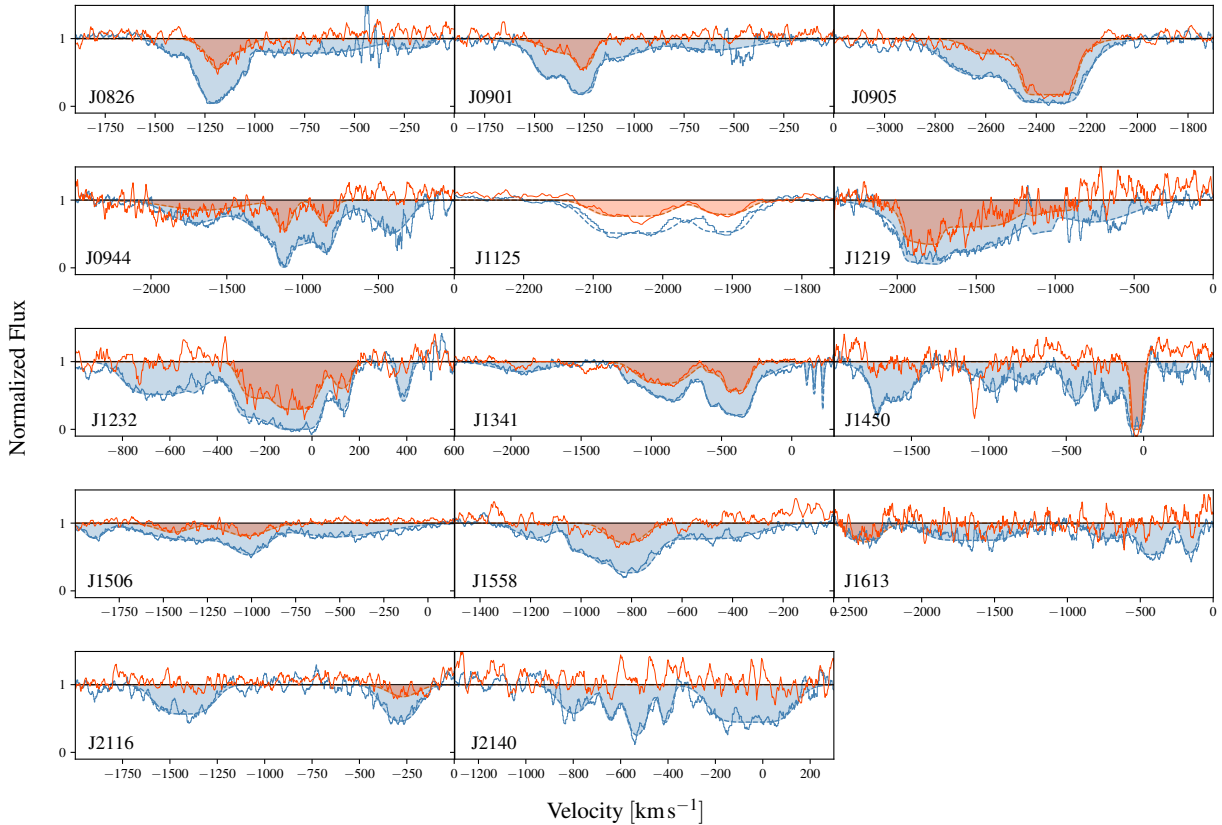 1
0
J0826
−1750 −1500 −1250 −1000 −750 −500 −250 0
J0901
−1750 −1500 −1250 −1000 −750 −500 −250 0
J0905
−3000 −2800 −2600 −2400 −2200 −2000 −1800
1
0
J0944
−2000 −1500 −1000 −500 0
J1125
−2200 −2100 −2000 −1900 −1800
J1219
−2000 −1500 −1000 −500 0
Normalized Flux
1
0
J1232
−800 −600 −400 −200 0 200 400 600
J1341
−2000 −1500 −1000 −500 0
J1450
−1500 −1000 −500 0
1
0
J1506
−1750 −1500 −1250 −1000 −750 −500 −250 0
J1558
−1400 −1200 −1000 −800 −600 −400 −200 0
J1613
−2500 −2000 −1500 −1000 −500 0
1
0
J2116
−1750 −1500 −1250 −1000 −750 −500 −250 0
J2140
−1200 −1000 −800 −600 −400 −200 0 200
Velocity [km s−1]